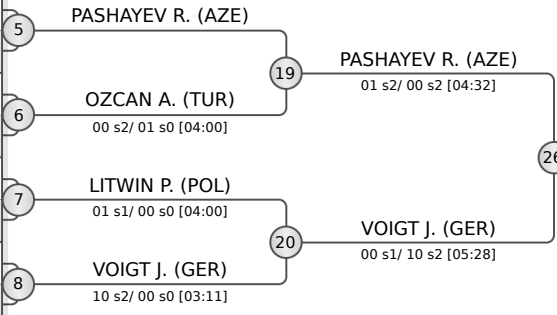 PASHAYEV R. (AZE)
5
19
PASHAYEV R. (AZE)
01 s2/ 00 s2 [04:32]
OZCAN A. (TUR)
6
00 s2/ 01 s0 [04:00]
26
LITWIN P. (POL)
7
01 s1/ 00 s0 [04:00]
20
VOIGT J. (GER)
00 s1/ 10 s2 [05:28]
VOIGT J. (GER)
8
10 s2/ 00 s0 [03:11]